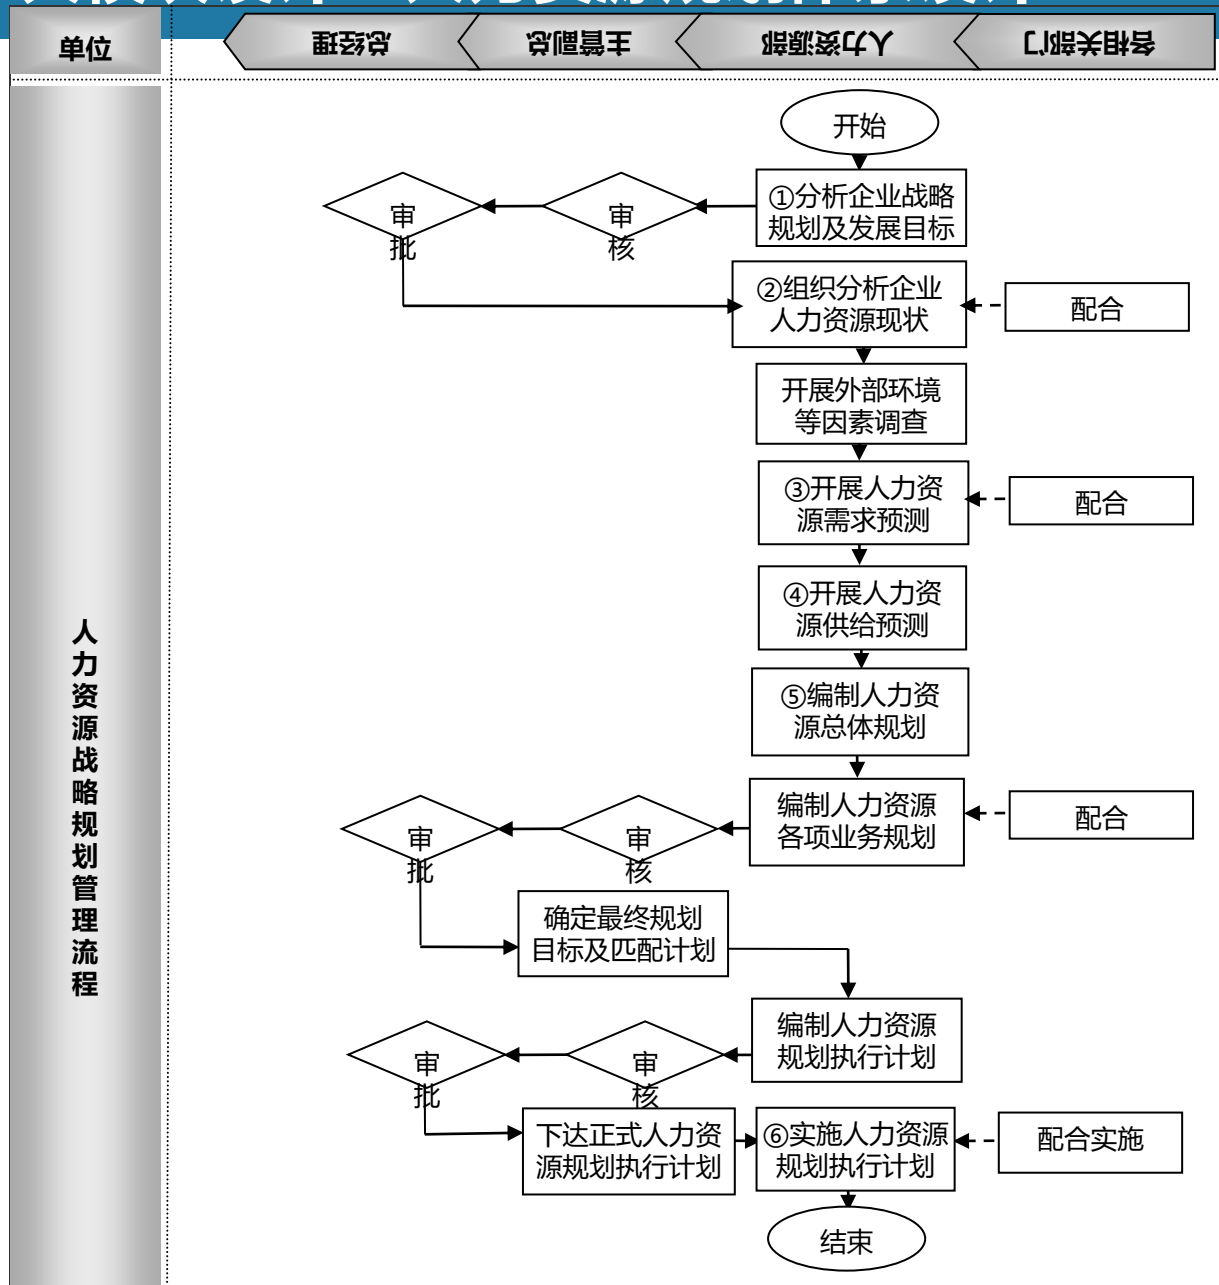 单位
总经理
主管副总
人力资源部
各相关部门
开始
①分析企业战略
规划及发展目标
审
核
审
批
②组织分析企业
人力资源现状
配合
开展外部环境
等因素调查
③开展人力资
源需求预测
配合
④开展人力资
源供给预测
⑤编制人力资
源总体规划
编制人力资源
各项业务规划
配合
审
核
审
批
确定最终规划
目标及匹配计划
编制人力资源
规划执行计划
审
核
审
批
下达正式人力资
源规划执行计划
⑥实施人力资源
规划执行计划
配合实施
结束
人
力
资
源
战
略
规
划
管
理
流
程